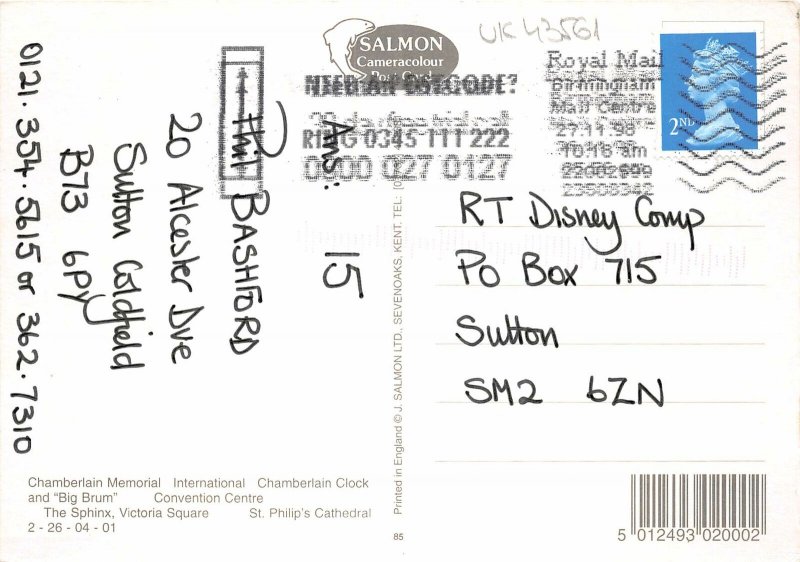 UK 43561
SALMON
Cameracolour
Post Card
NEED AN POSTCODE?
RING 0345 111 222
0800 027 0127
Royal Mail
Birmingham
Mail Centre
27.11.98
10.18 am
2ND
Ans: 15
Phil BASHFORD
20 Alcester Dve
Sutton Coldfield
B73 6PY
0121.354.5615 or 362.7310
RT Disney Comp
PO Box 715
Sutton
SM2 6ZN
Chamberlain Memorial International Chamberlain Clock
and "Big Brum" Convention Centre
The Sphinx, Victoria Square St. Philip's Cathedral
2 - 26 - 04 - 01
Printed in England © J. SALMON LTD., SEVENOAKS, KENT. TEL:
85
5 012493 020002